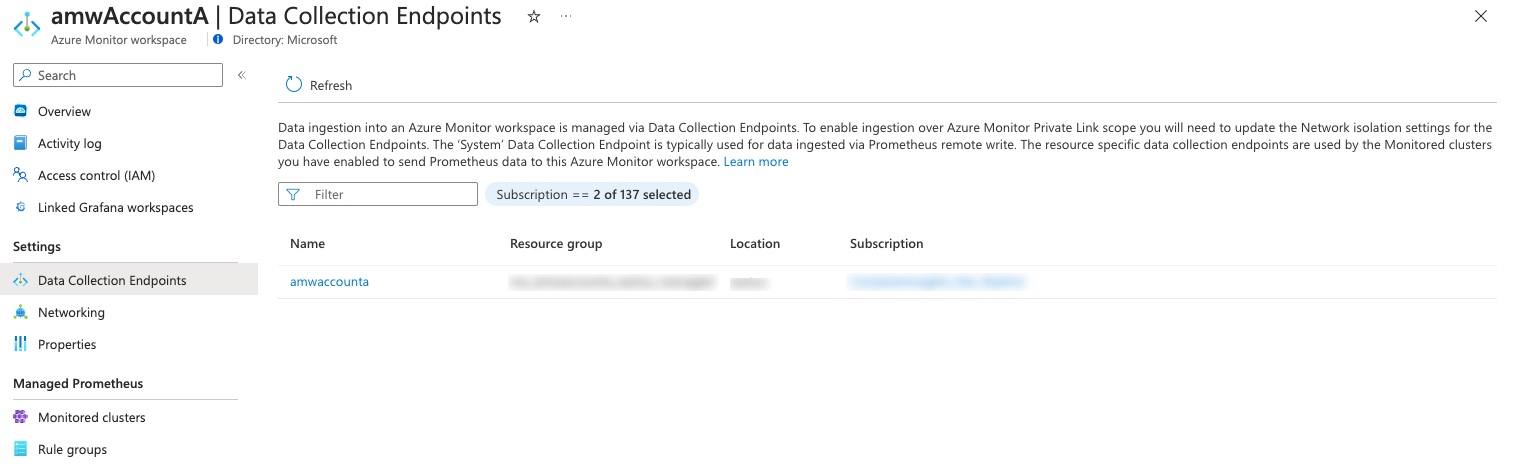 amwAccountA | Data Collection Endpoints
Azure Monitor workspace
Directory: Microsoft
Search
Overview
Activity log
Access control (IAM)
Linked Grafana workspaces
Settings
Data Collection Endpoints
Networking
Properties
Managed Prometheus
Monitored clusters
Rule groups
Refresh
Data ingestion into an Azure Monitor workspace is managed via Data Collection Endpoints. To enable ingestion over Azure Monitor Private Link scope you will need to update the Network isolation settings for the
Data Collection Endpoints. The ‘System’ Data Collection Endpoint is typically used for data ingested via Prometheus remote write. The resource specific data collection endpoints are used by the Monitored clusters
you have enabled to send Prometheus data to this Azure Monitor workspace. Learn more
Filter
Subscription == 2 of 137 selected
Name Resource group Location Subscription
amwaccounta